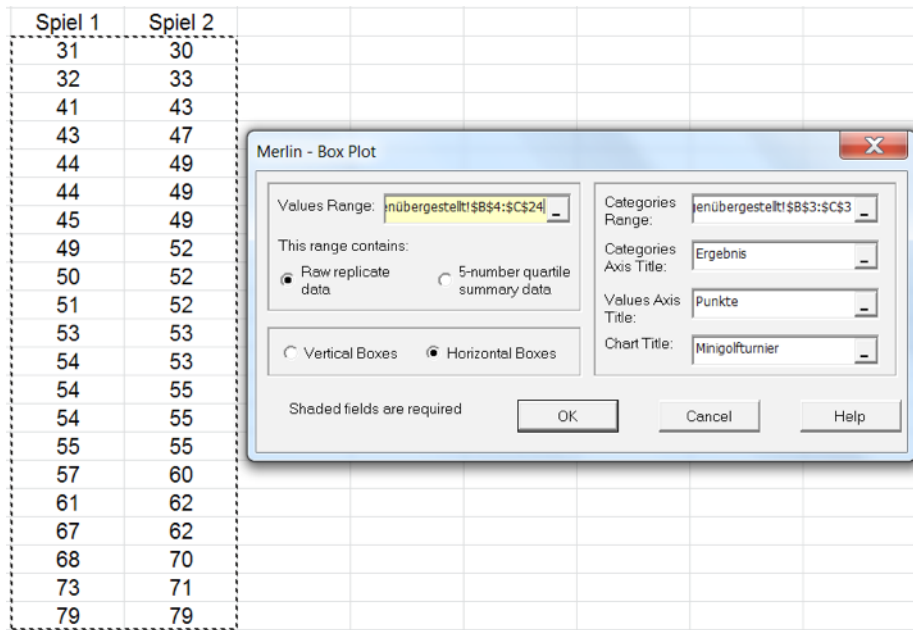 Spiel 1 Spiel 2
31 30
32 33
41 43
43 47
44 49
44 49
45 49
49 52
50 52
51 52
53 53
54 53
54 55
54 55
55 55
57 60
61 62
67 62
68 70
73 71
79 79
Merlin - Box Plot
Values Range: enübergestellt!$B$4:$C$24
This range contains:
Raw replicate
data
5-number quartile
summary data
Vertical Boxes Horizontal Boxes
Shaded fields are required
Categories
Range: genübergestellt!$B$3:$C$3
Categories
Axis Title: Ergebnis
Values Axis
Title: Punkte
Chart Title: Minigolfturnier
OK Cancel Help